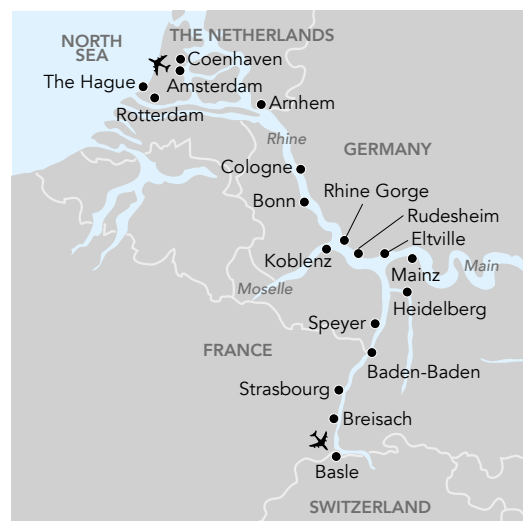 NORTH
SEA
THE NETHERLANDS
Coenhaven
The Hague
Amsterdam
Rotterdam
Arnhem
Rhine
GERMANY
Cologne
Rhine Gorge
Bonn
Rudesheim
Eltville
Koblenz
Mainz
Main
Moselle
Heidelberg
Speyer
FRANCE
Baden-Baden
Strasbourg
Breisach
Basle
SWITZERLAND